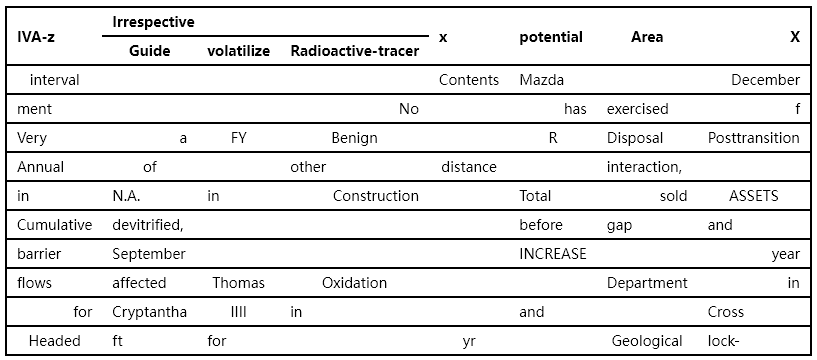 Irrespective
IVA-z x potential Area X
Guide volatilize Radioactive-tracer
interval Contents Mazda December
ment No has exercised f
Very a FY Benign R Disposal Posttransition
Annual of other distance interaction,
in N.A. in Construction Total sold ASSETS
Cumulative devitrified, before gap and
barrier September INCREASE year
flows affected Thomas Oxidation Department in
for Cryptantha IIII in and Cross
Headed ft for yr Geological lock-